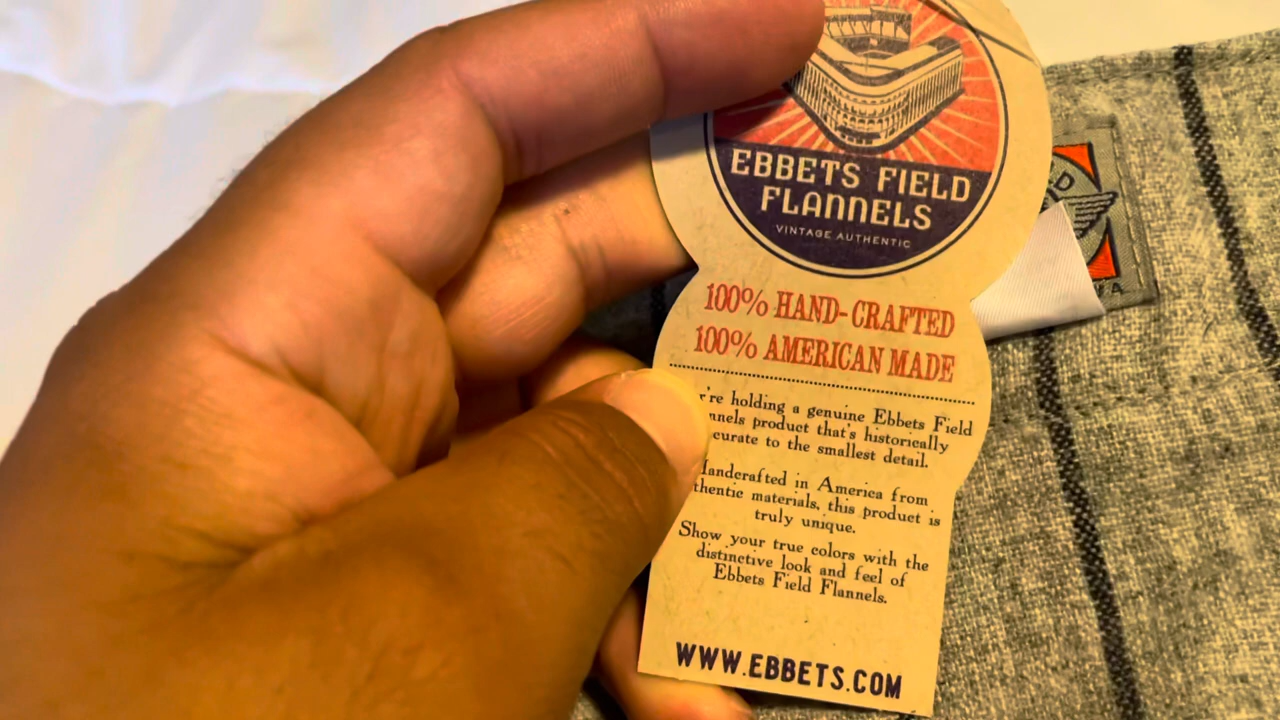 EBBETS FIELD
FLANNELS
VINTAGE AUTHENTIC
100% HAND-CRAFTED
100% AMERICAN MADE
holding a genuine Ebbets Field
product that's historically
to the smallest detail.
Handcrafted in America from
materials, this product is
truly unique.
Show your true colors with the
distinctive look and feel of
Ebbets Field Flannels.
WWW.EBBETS.COM